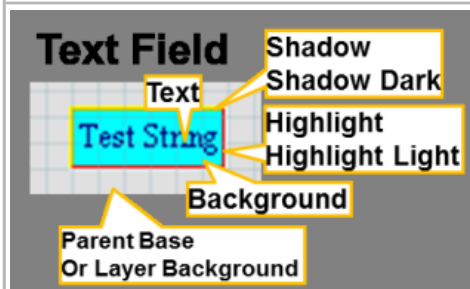 Text Field
Shadow
Shadow Dark
Text
Test String
Highlight
Highlight Light
Background
Parent Base
Or Layer Background